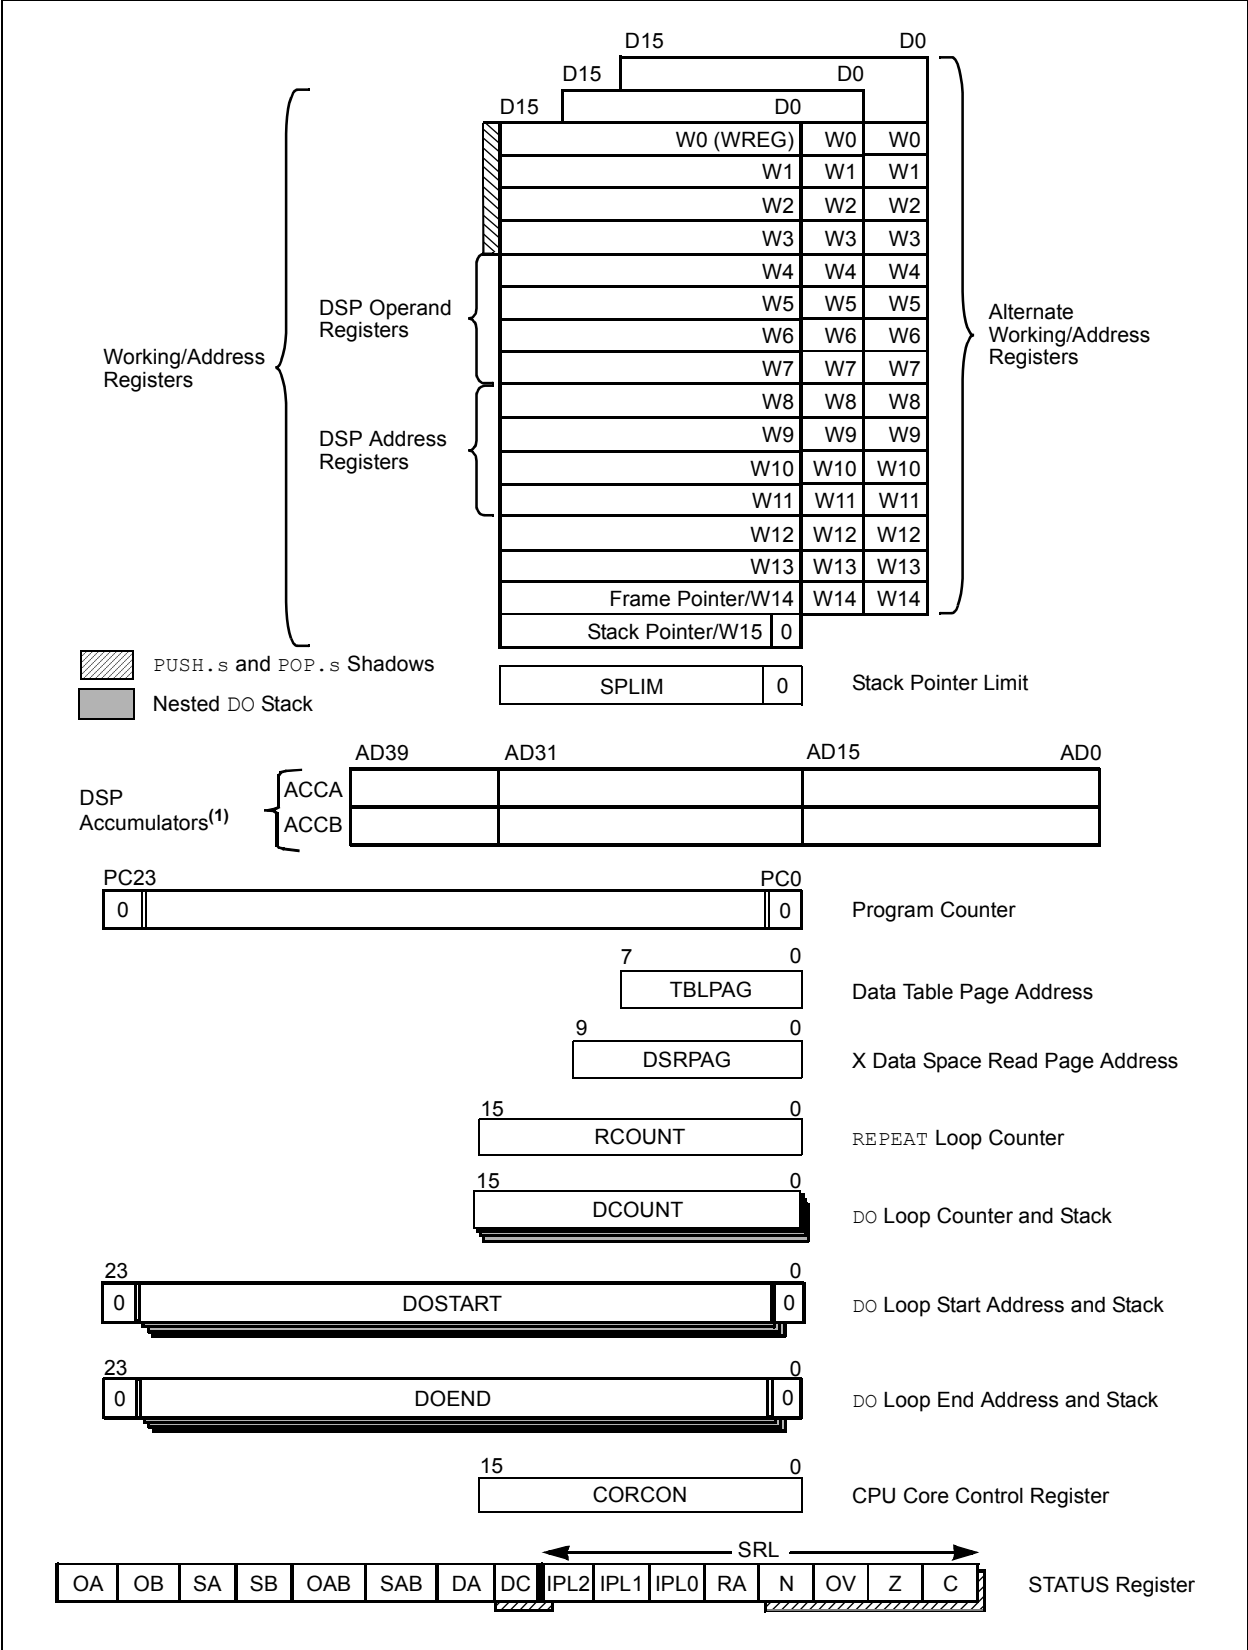 D15 D0
D15 D0
D15 D0
W0 (WREG) W0 W0
W1 W1 W1
W2 W2 W2
W3 W3 W3
W4 W4 W4
DSP Operand
Registers
W5 W5 W5
Alternate
Working/Address
Registers
W6 W6 W6
Working/Address
Registers
W7 W7 W7
W8 W8 W8
DSP Address
Registers
W9 W9 W9
W10 W10 W10
W11 W11 W11
W12 W12 W12
W13 W13 W13
Frame Pointer/W14 W14 W14
Stack Pointer/W15 0
PUSH.s and POP.s Shadows
SPLIM 0 Stack Pointer Limit
Nested DO Stack
AD39 AD31 AD15 AD0
DSP
Accumulators(1)
ACCA
ACCB
PC23 PC0
0 0 Program Counter
7 0
TBLPAG Data Table Page Address
9 0
DSRPAG X Data Space Read Page Address
15 0
RCOUNT REPEAT Loop Counter
15 0
DCOUNT DO Loop Counter and Stack
23 0
0 DOSTART 0 DO Loop Start Address and Stack
23 0
0 DOEND 0 DO Loop End Address and Stack
15 0
CORCON CPU Core Control Register
SRL
OA OB SA SB OAB SAB DA DC IPL2 IPL1 IPL0 RA N OV Z C STATUS Register